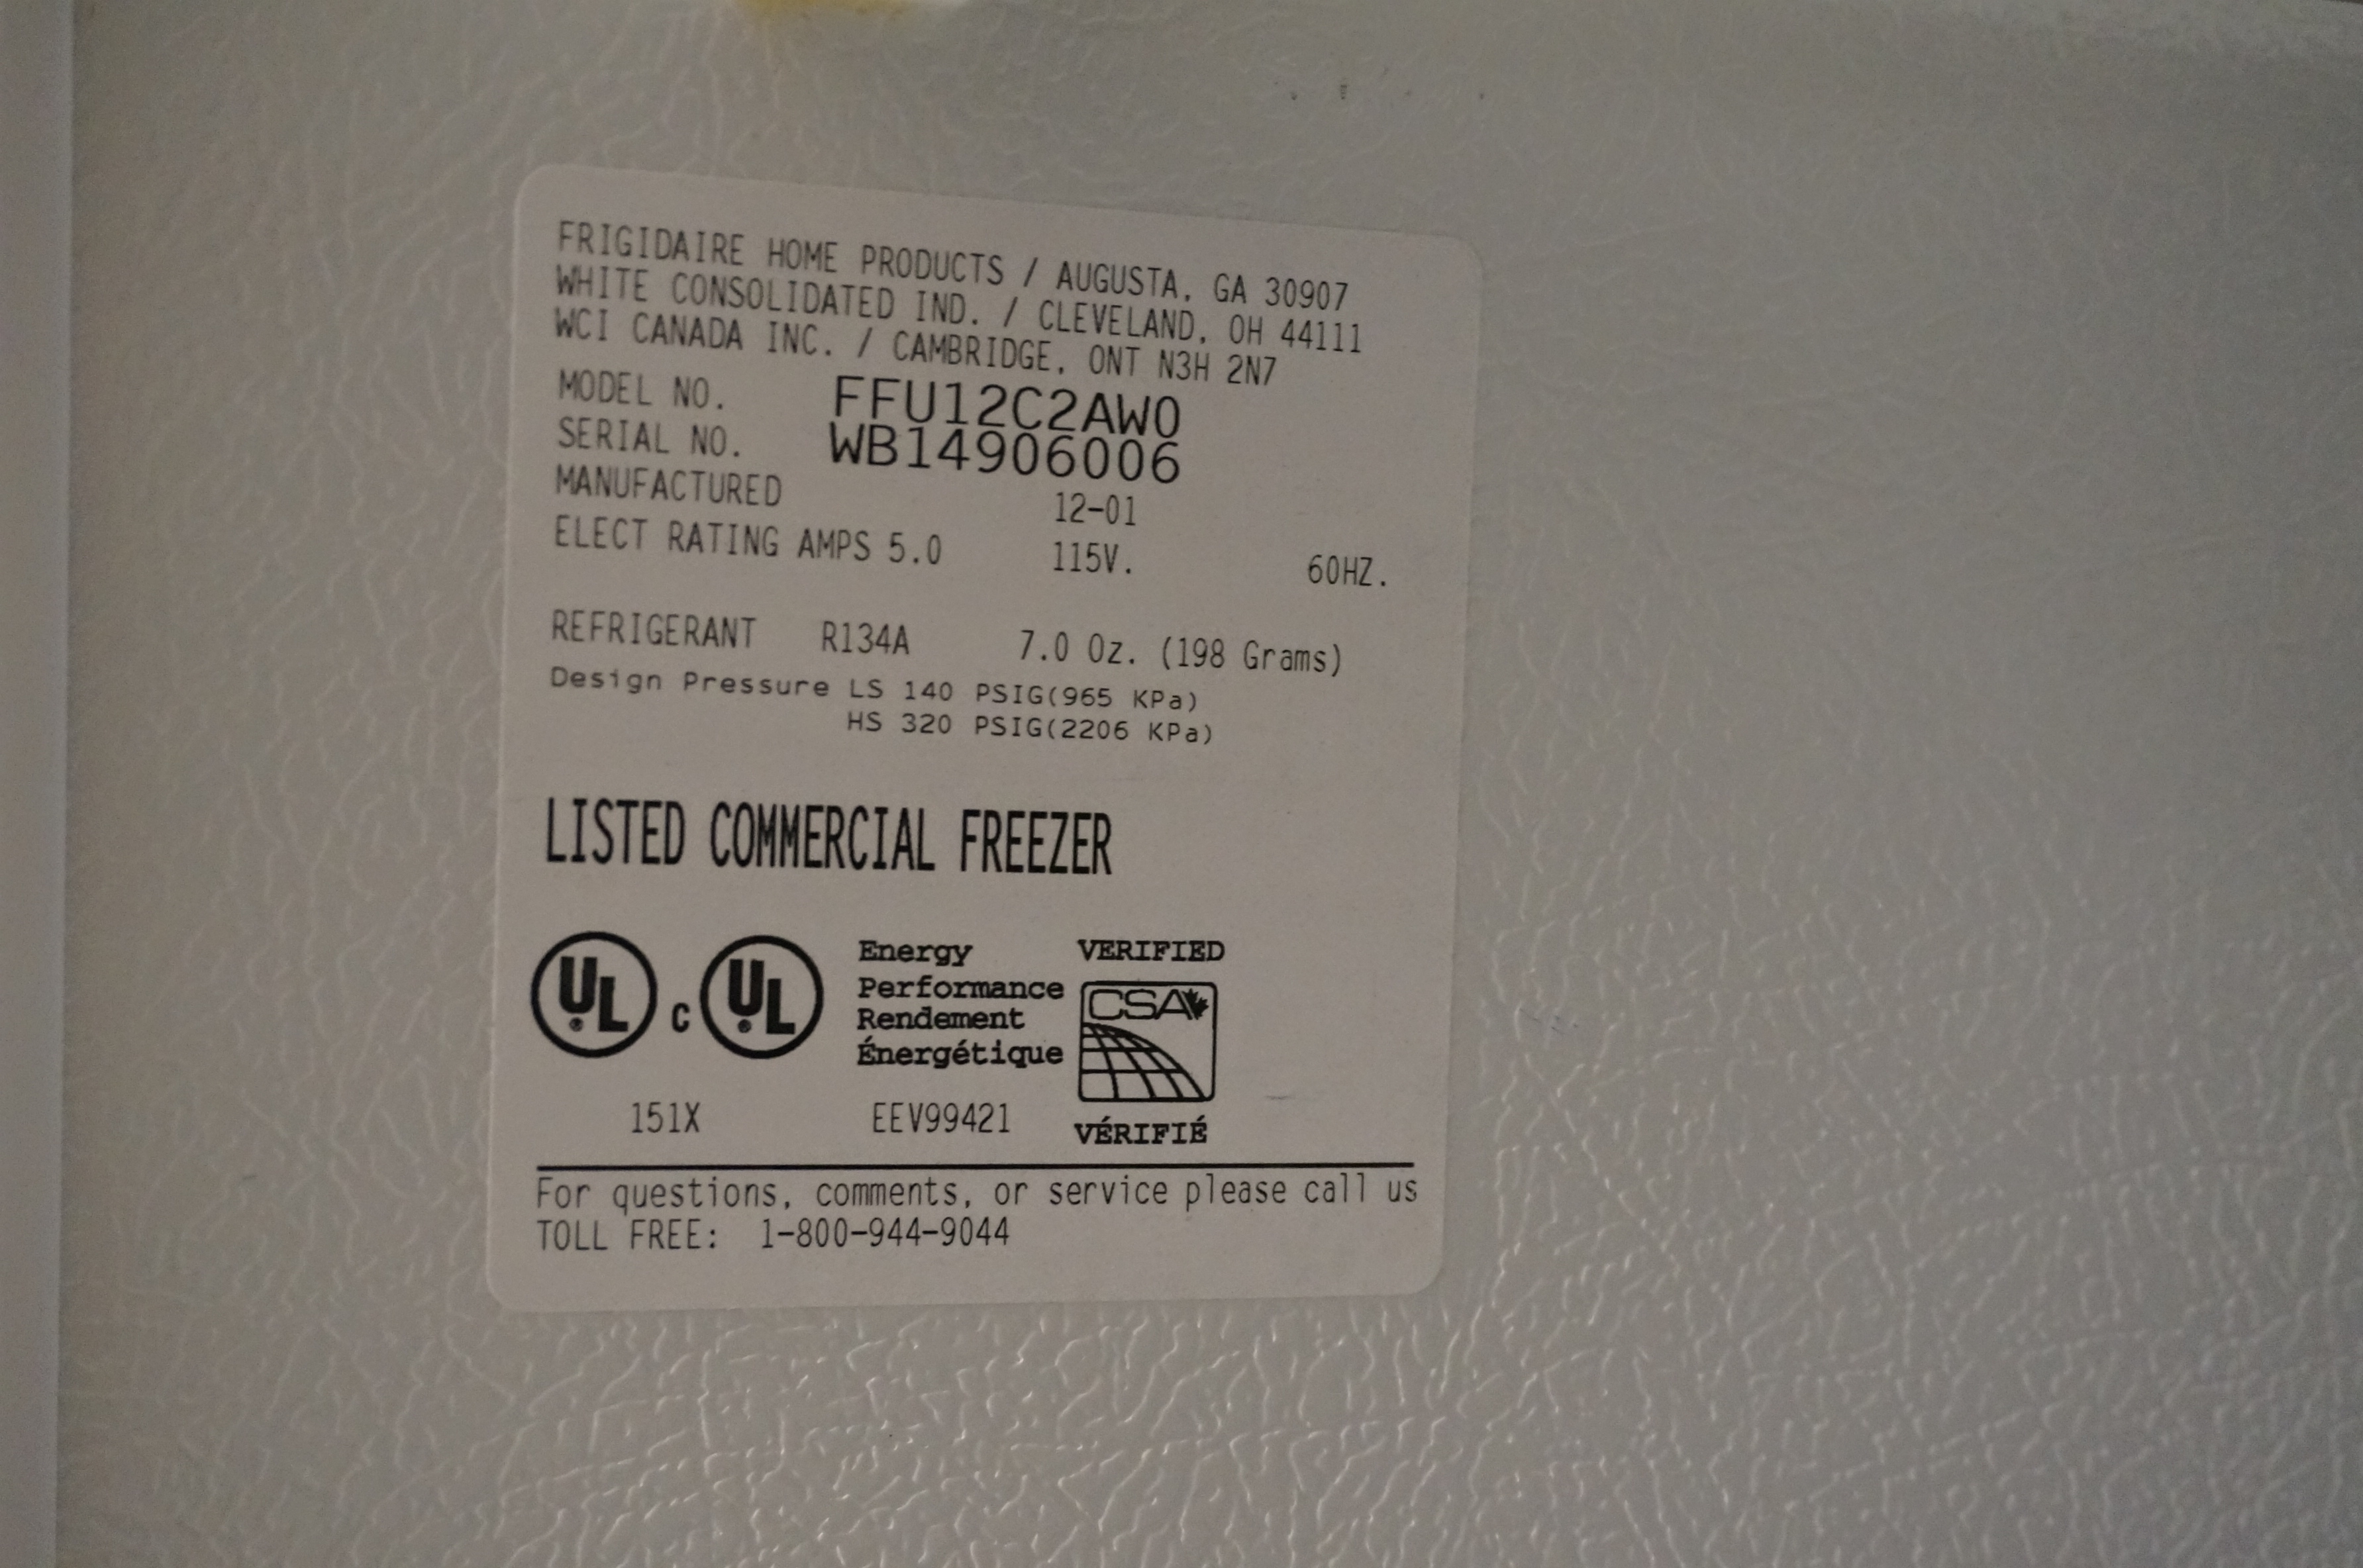 FRIGIDAIRE HOME PRODUCTS / AUGUSTA, GA 30907
WHITE CONSOLIDATED IND. / CLEVELAND, OH 44111
WCI CANADA INC. / CAMBRIDGE, ONT N3H 2N7
MODEL NO. FFU12C2AW0
SERIAL NO. WB14906006
MANUFACTURED 12-01
ELECT RATING AMPS 5.0 115V. 60HZ.
REFRIGERANT R134A 7.0 Oz. (198 Grams)
Design Pressure LS 140 PSIG(965 KPa)
HS 320 PSIG(2206 KPa)
LISTED COMMERCIAL FREEZER
UL® C UL®
Energy
Performance
Rendement
Énergétique
VERIFIED
CSA
VÉRIFIÉ
151X EEV99421
For questions, comments, or service please call us
TOLL FREE: 1-800-944-9044